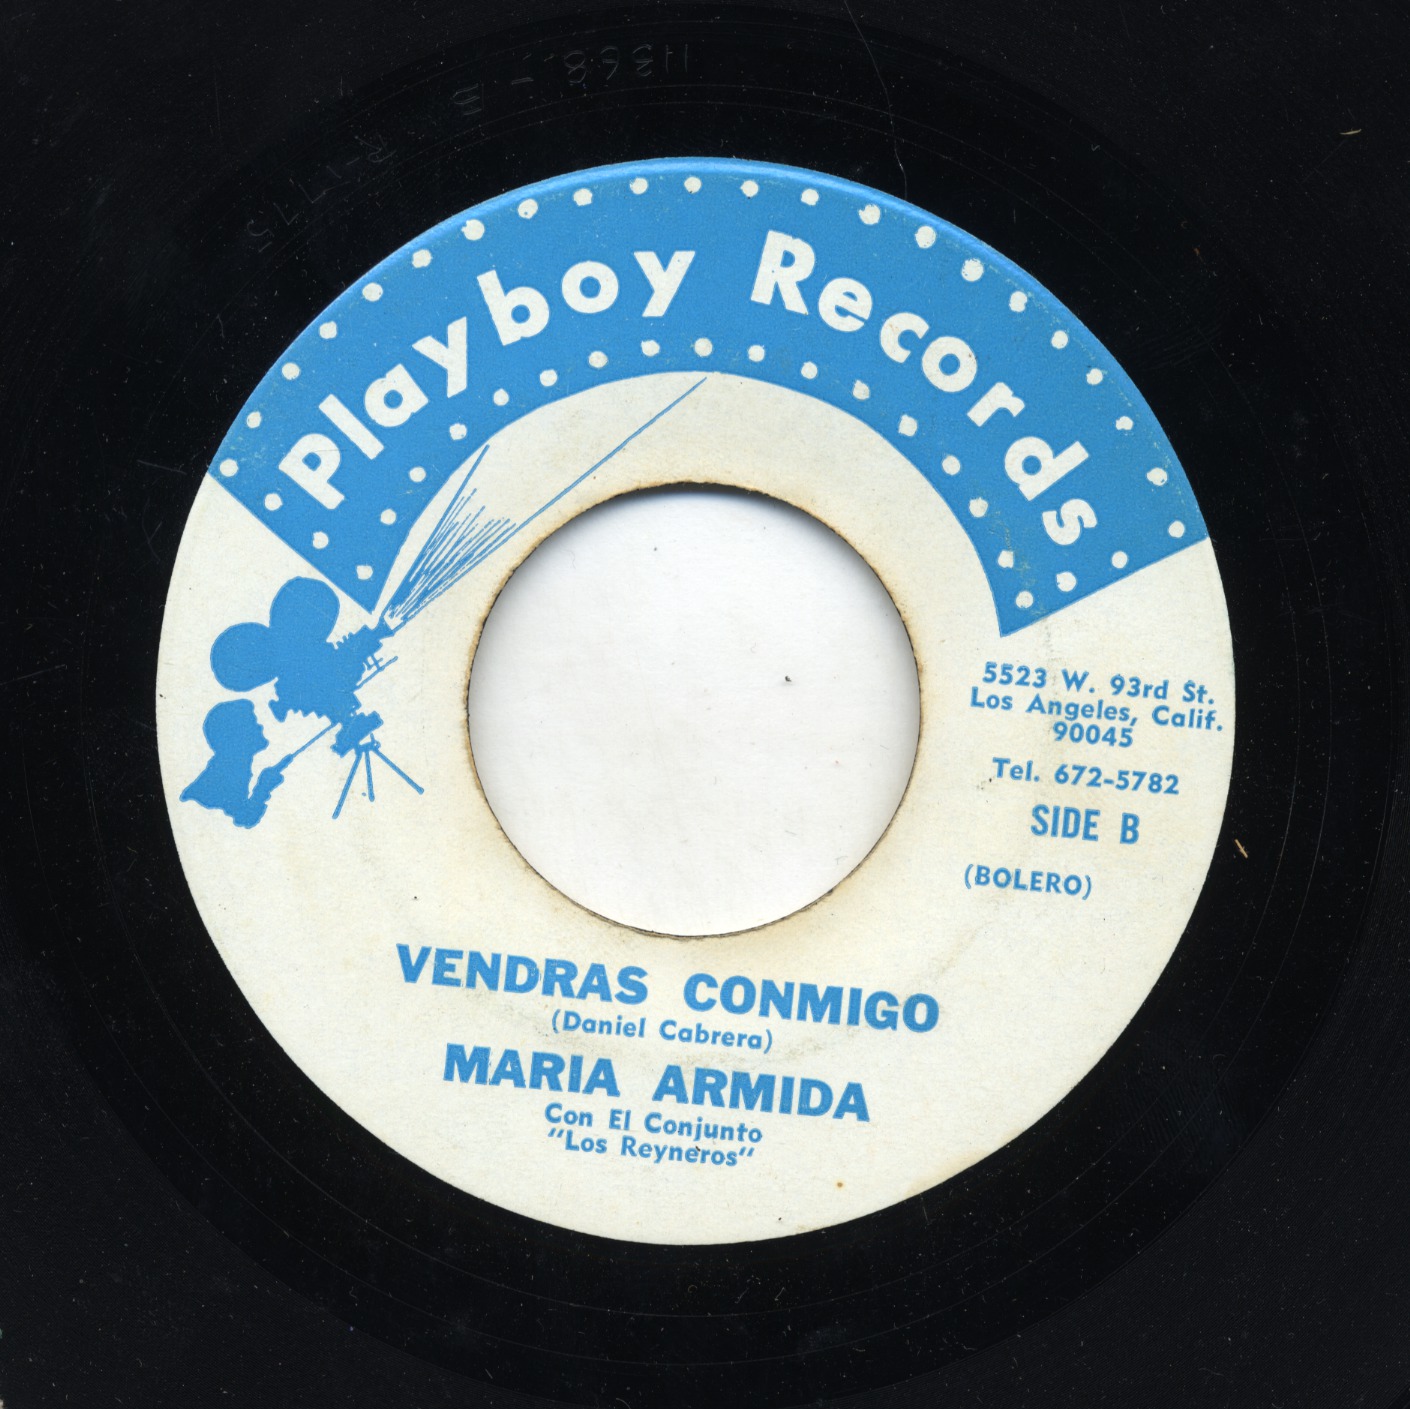 Playboy Records
5523 W. 93rd St.
Los Angeles, Calif.
90045
Tel. 672-5782
SIDE B
(BOLERO)
VENDRAS CONMIGO
(Daniel Cabrera)
MARIA ARMIDA
Con El Conjunto
"Los Reyneros"